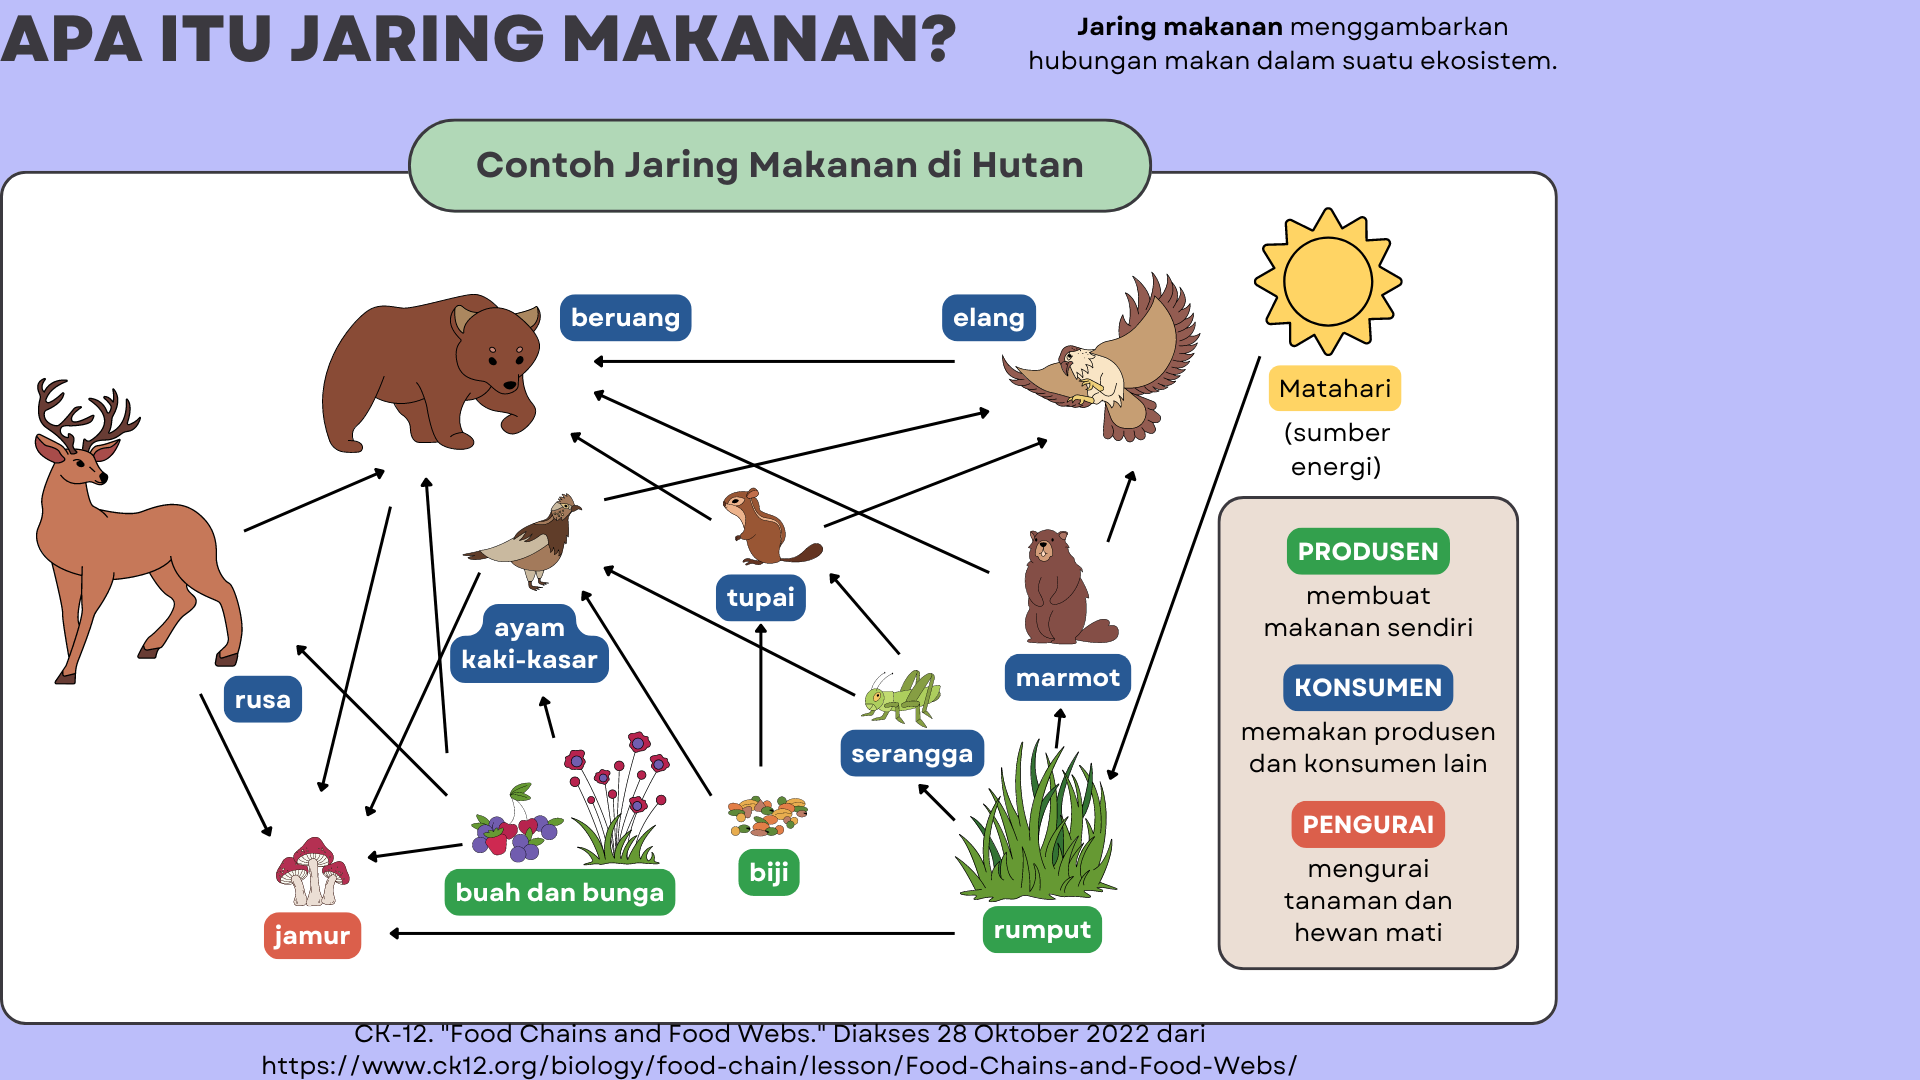 APA ITU JARING MAKANAN?
Jaring makanan menggambarkan
hubungan makan dalam suatu ekosistem.
Contoh Jaring Makanan di Hutan
beruang
elang
Matahari
(sumber
energi)
PRODUSEN
membuat
makanan sendiri
KONSUMEN
memakan produsen
dan konsumen lain
PENGURAI
mengurai
tanaman dan
hewan mati
tupai
ayam
kaki-kasar
marmot
rusa
serangga
biji
buah dan bunga
rumput
jamur
CK-12. "Food Chains and Food Webs." Diakses 28 Oktober 2022 dari
https://www.ck12.org/biology/food-chain/lesson/Food-Chains-and-Food-Webs/